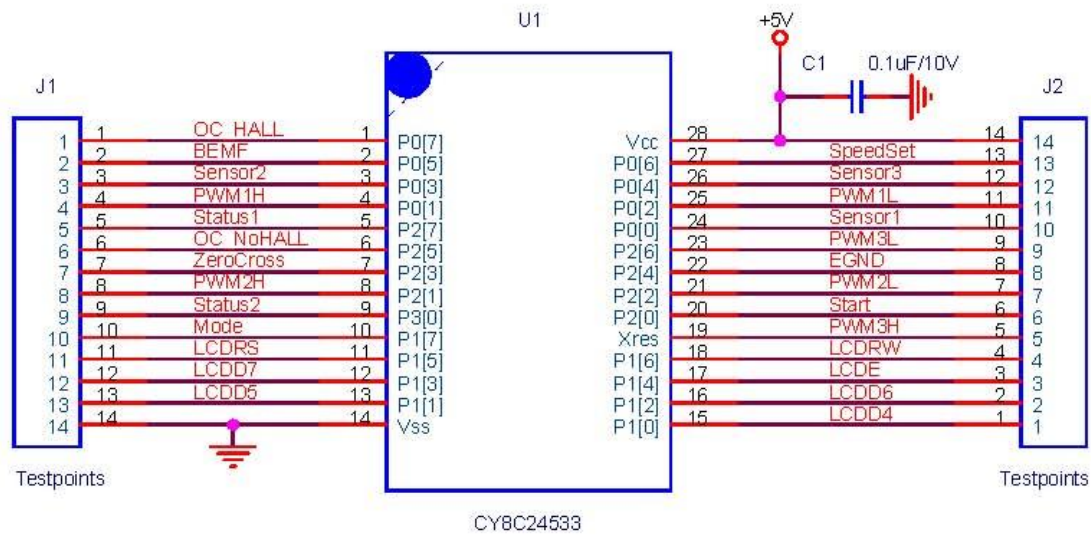 U1
+5V
C1 0.1uF/10V
J1 J2
1 1 OC_HALL 1 P0[7] Vcc 28 14 14
2 2 BEMF 2 P0[5] P0[6] 27 SpeedSet 13 13
3 3 Sensor2 3 P0[3] P0[4] 26 Sensor3 12 12
4 4 PWM1H 4 P0[1] P0[2] 25 PWM1L 11 11
5 5 Status1 5 P2[7] P0[0] 24 Sensor1 10 10
6 6 OC_NoHALL 6 P2[5] P2[6] 23 PWM3L 9 9
7 7 ZeroCross 7 P2[3] P2[4] 22 EGND 8 8
8 8 PWM2H 8 P2[1] P2[2] 21 PWM2L 7 7
9 9 Status2 9 P3[0] P2[0] 20 Start 6 6
10 10 Mode 10 P1[7] Xres 19 PWM3H 5 5
11 11 LCDRS 11 P1[5] P1[6] 18 LCDRW 4 4
12 12 LCDD7 12 P1[3] P1[4] 17 LCDE 3 3
13 13 LCDD5 13 P1[1] P1[2] 16 LCDD6 2 2
14 14 14 Vss P1[0] 15 LCDD4 1 1
Testpoints Testpoints
CY8C24533